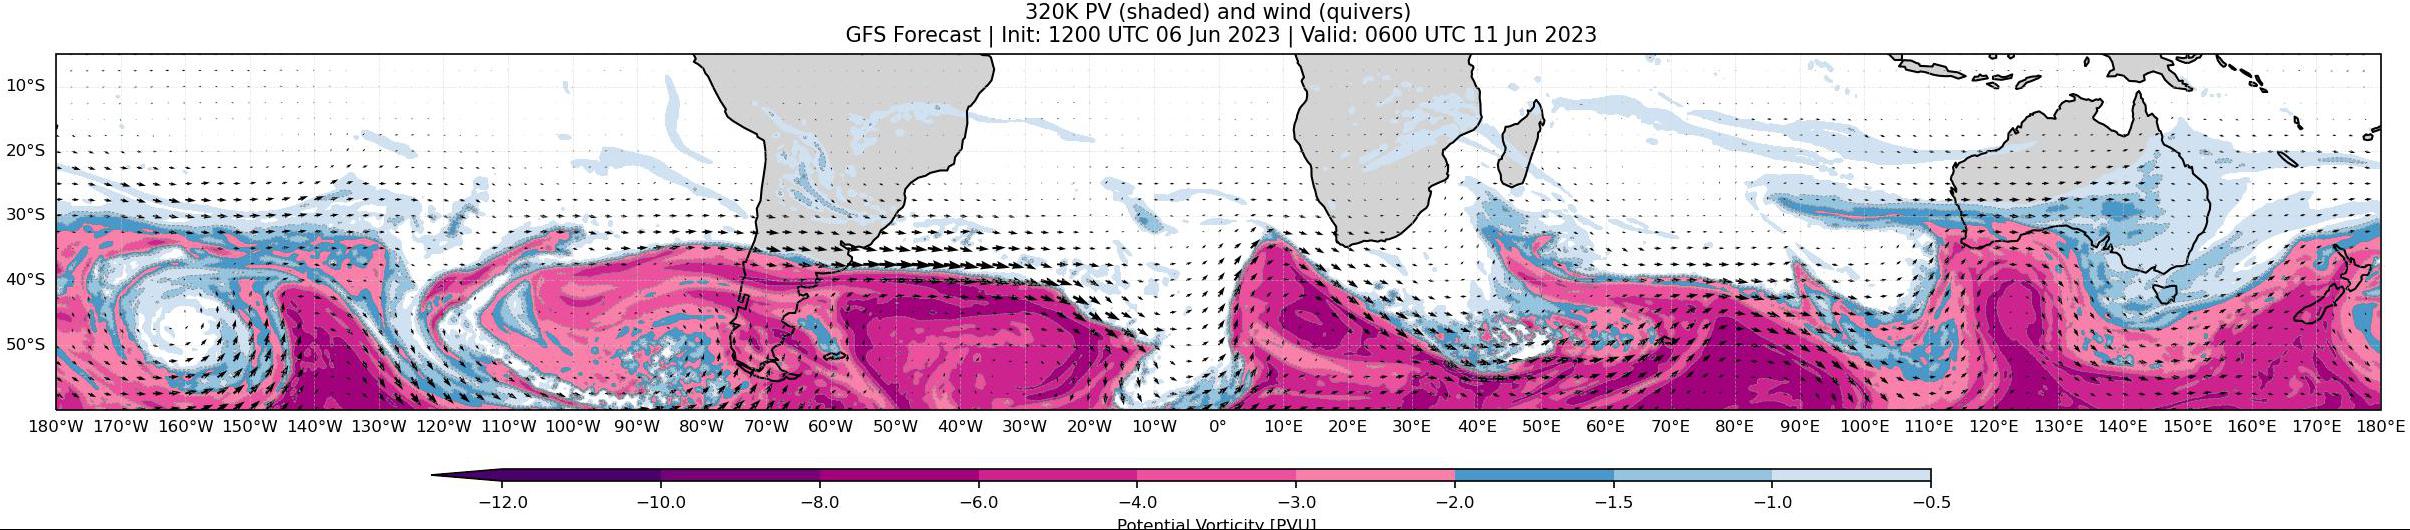 320K PV (shaded) and wind (quivers)
GFS Forecast | Init: 1200 UTC 06 Jun 2023 | Valid: 0600 UTC 11 Jun 2023
10°S
20°S
30°S
40°S
50°S
180°W 170°W 160°W 150°W 140°W 130°W 120°W 110°W 100°W 90°W 80°W 70°W 60°W 50°W 40°W 30°W 20°W 10°W 0° 10°E 20°E 30°E 40°E 50°E 60°E 70°E 80°E 90°E 100°E 110°E 120°E 130°E 140°E 150°E 160°E 170°E 180°E
−12.0 −10.0 −8.0 −6.0 −4.0 −3.0 −2.0 −1.5 −1.0 −0.5
Potential Vorticity [PVU]